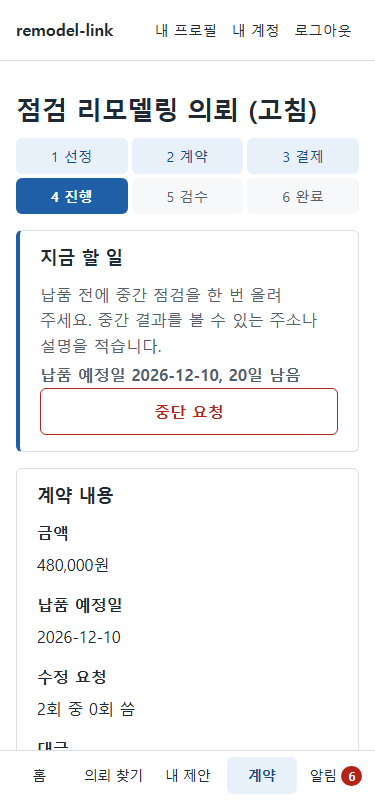 remodel-link 내 프로필 내 계정 로그아웃
점검 리모델링 의뢰 (고침)
1 선정 2 계약 3 결제
4 진행 5 검수 6 완료
지금 할 일
납품 전에 중간 점검을 한 번 올려
주세요. 중간 결과를 볼 수 있는 주소나
설명을 적습니다.
납품 예정일 2026-12-10, 20일 남음
중단 요청
계약 내용
금액
480,000원
납품 예정일
2026-12-10
수정 요청
2회 중 0회 씀
홈 의뢰 찾기 내 제안 계약 알림 6